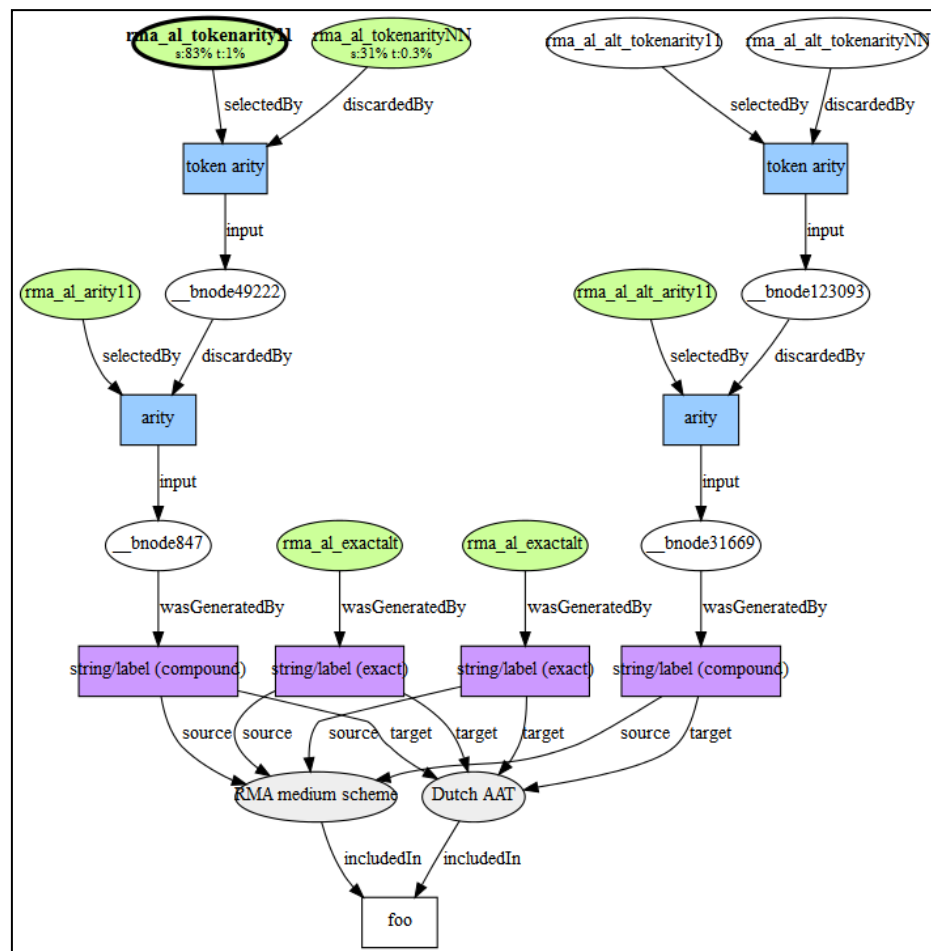 rma_al_tokenarity11
s:83% t:1%
rma_al_tokenarityNN
s:31% t:0.3%
rma_al_alt_tokenarity11
rma_al_alt_tokenarityNN
selectedBy
discardedBy
selectedBy
discardedBy
token arity
token arity
input
input
rma_al_arity11
__bnode49222
rma_al_alt_arity11
__bnode123093
selectedBy
discardedBy
selectedBy
discardedBy
arity
arity
input
input
__bnode847
rma_al_exactalt
rma_al_exactalt
__bnode31669
wasGeneratedBy
wasGeneratedBy
wasGeneratedBy
wasGeneratedBy
string/label (compound)
string/label (exact)
string/label (exact)
string/label (compound)
source
source
source
target
target
target
source
target
RMA medium scheme
Dutch AAT
includedIn
includedIn
foo